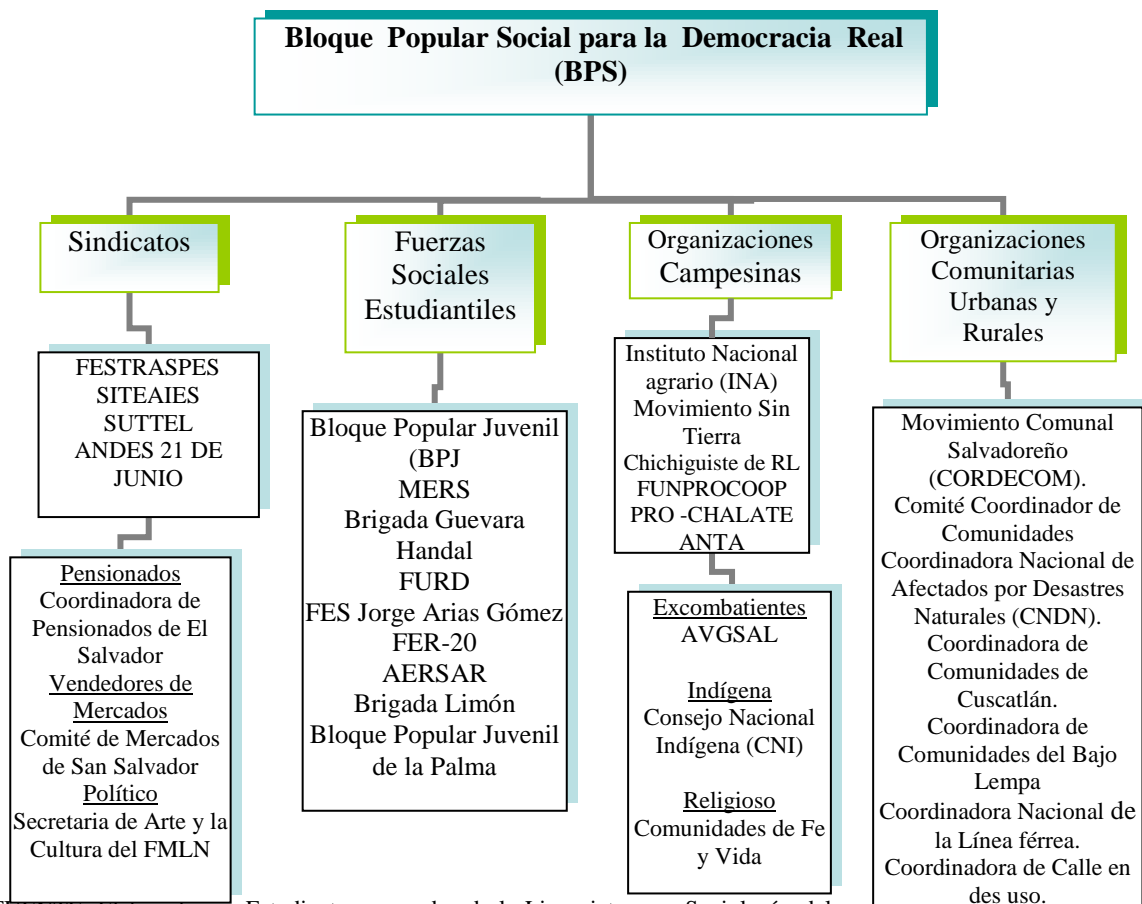 Bloque Popular Social para la Democracia Real
(BPS)
Sindicatos
FESTRASPES
SITEAIES
SUTTEL
ANDES 21 DE
JUNIO
Pensionados
Coordinadora de
Pensionados de El
Salvador
Vendedores de
Mercados
Comité de Mercados
de San Salvador
Político
Secretaria de Arte y la
Cultura del FMLN
Fuerzas
Sociales
Estudiantiles
Bloque Popular Juvenil
(BPJ
MERS
Brigada Guevara
Handal
FURD
FES Jorge Arias Gómez
FER-20
AERSAR
Brigada Limón
Bloque Popular Juvenil
de la Palma
Organizaciones
Campesinas
Instituto Nacional
agrario (INA)
Movimiento Sin
Tierra
Chichiguiste de RL
FUNPROCOOP
PRO -CHALATE
ANTA
Excombatientes
AVGSAL
Indígena
Consejo Nacional
Indígena (CNI)
Religioso
Comunidades de Fe
y Vida
Organizaciones
Comunitarias
Urbanas y
Rurales
Movimiento Comunal
Salvadoreño
(CORDECOM).
Comité Coordinador de
Comunidades
Coordinadora Nacional de
Afectados por Desastres
Naturales (CNDN).
Coordinadora de
Comunidades de
Cuscatlán.
Coordinadora de
Comunidades del Bajo
Lempa
Coordinadora Nacional de
la Línea férrea.
Coordinadora de Calle en
des uso.